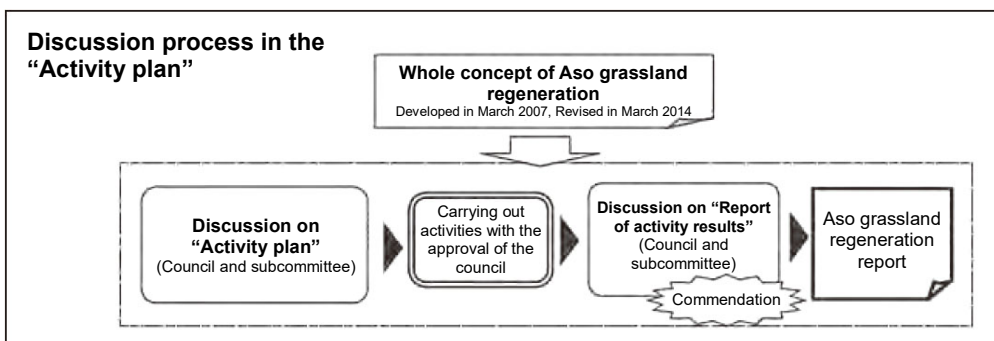 Discussion process in the
“Activity plan”
Whole concept of Aso grassland
regeneration
Developed in March 2007, Revised in March 2014
Discussion on
“Activity plan”
(Council and subcommittee)
Carrying out
activities with the
approval of the
council
Discussion on “Report
of activity results”
(Council and
subcommittee)
Commendation
Aso grassland
regeneration
report